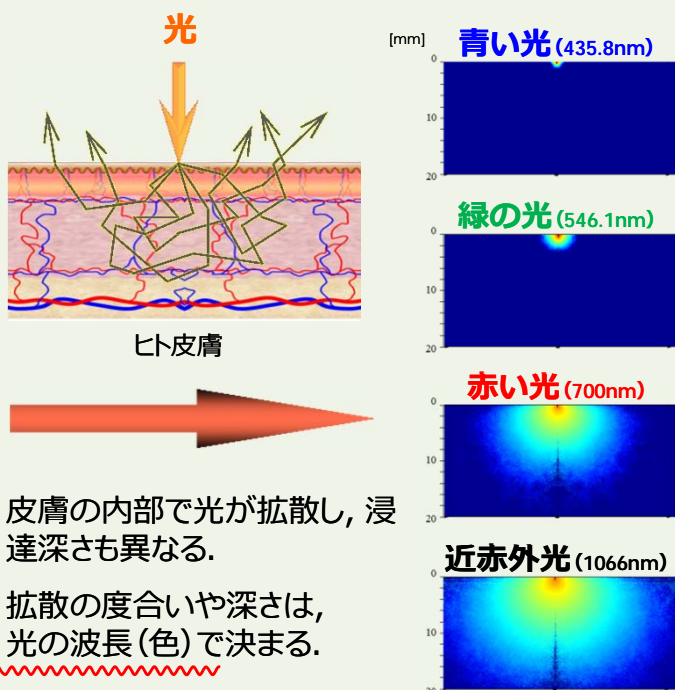 光
ヒト皮膚
皮膚の内部で光が拡散し, 浸
達深さも異なる.
拡散の度合いや深さは,
光の波長(色)で決まる.
[mm]
青い光(435.8nm)
0
10
20
緑の光(546.1nm)
0
10
20
赤い光(700nm)
0
10
20
近赤外光(1066nm)
0
10
20